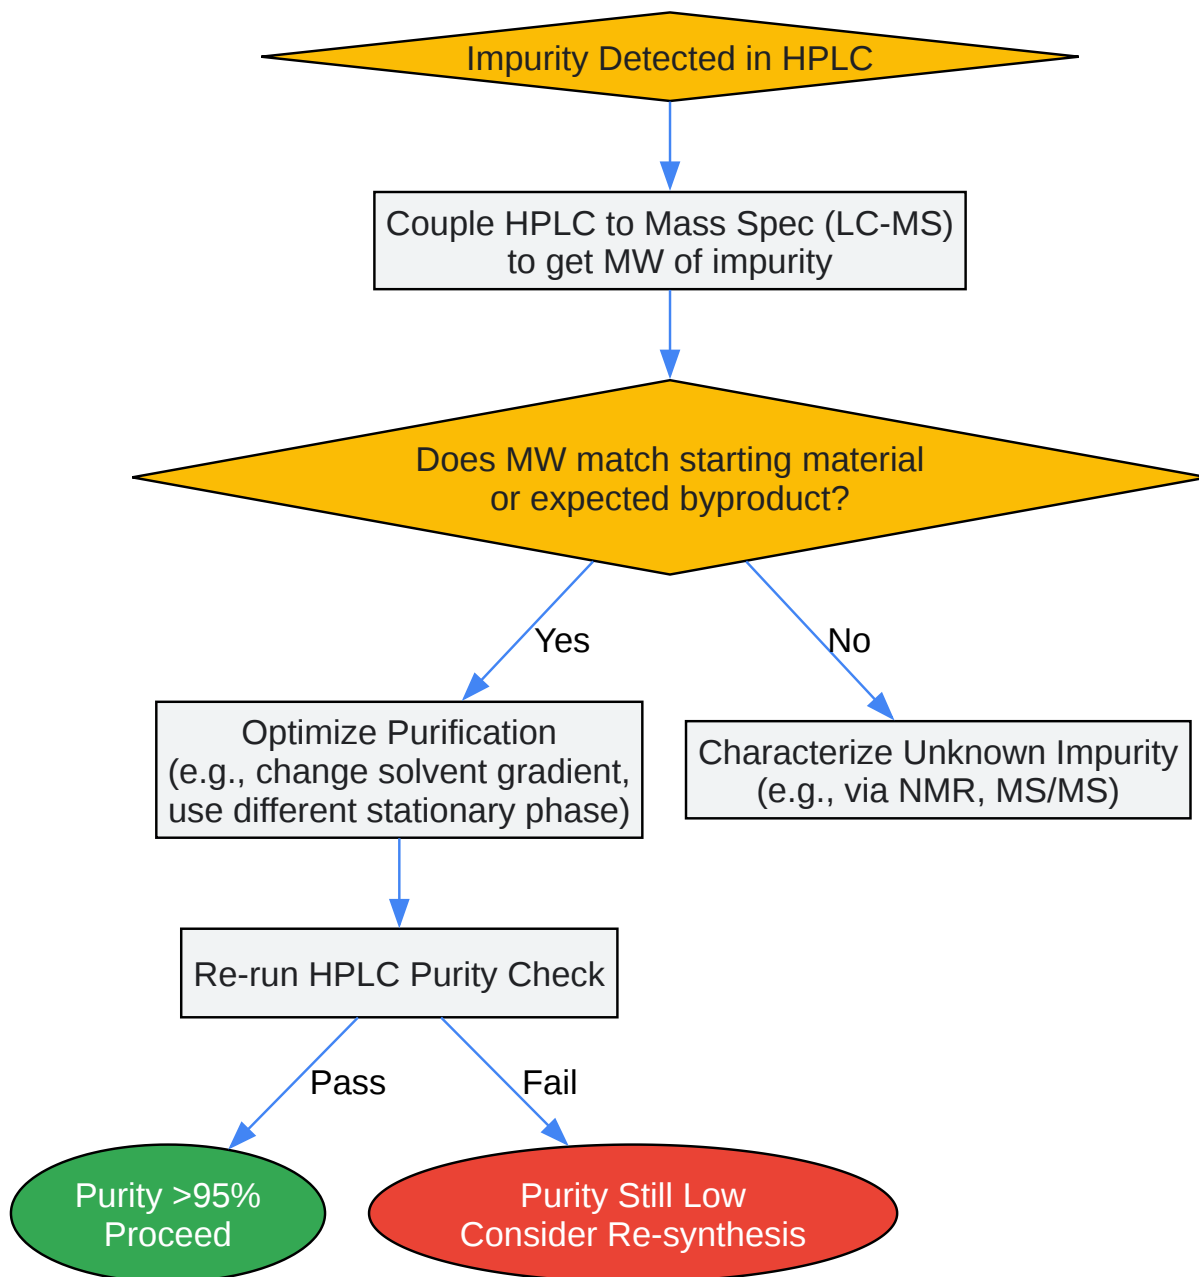 Impurity Detected in HPLC
Couple HPLC to Mass Spec (LC-MS)
to get MW of impurity
Does MW match starting material
or expected byproduct?
Yes
No
Optimize Purification
(e.g., change solvent gradient,
use different stationary phase)
Characterize Unknown Impurity
(e.g., via NMR, MS/MS)
Re-run HPLC Purity Check
Pass
Fail
Purity >95%
Proceed
Purity Still Low
Consider Re-synthesis